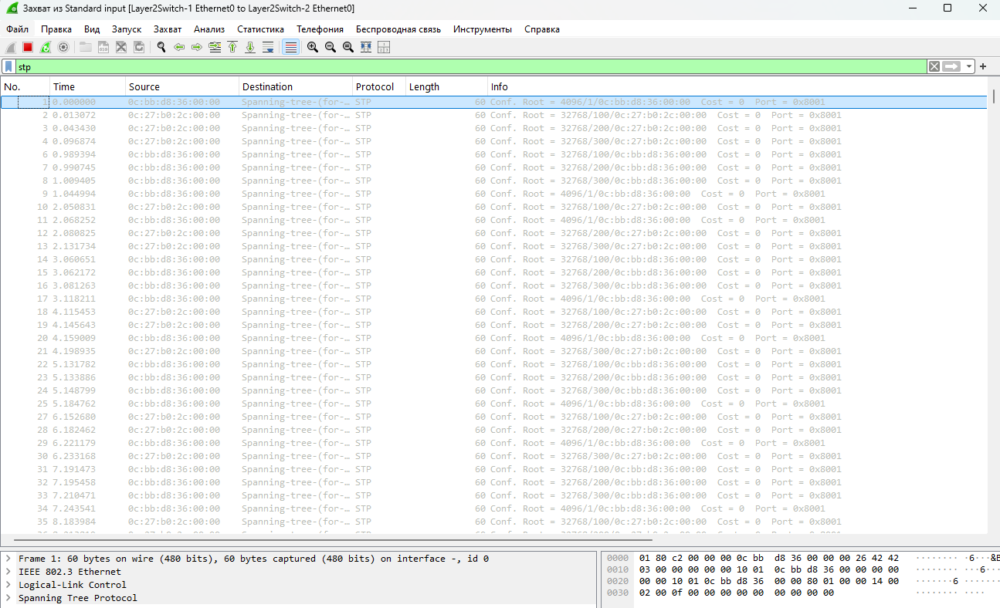 Захват из Standard input [Layer2Switch-1 Ethernet0 to Layer2Switch-2 Ethernet0]
Файл Правка Вид Запуск Захват Анализ Статистика Телефония Беспроводная связь Инструменты Справка
stp
No. Time Source Destination Protocol Length Info
1 0.000000 0c:bb:d8:36:00:00 Spanning-tree-(for-… STP 60 Conf. Root = 4096/1/0c:bb:d8:36:00:00 Cost = 0 Port = 0x8001
2 0.013072 0c:27:b0:2c:00:00 Spanning-tree-(for-… STP 60 Conf. Root = 32768/100/0c:27:b0:2c:00:00 Cost = 0 Port = 0x8001
3 0.043430 0c:27:b0:2c:00:00 Spanning-tree-(for-… STP 60 Conf. Root = 32768/200/0c:27:b0:2c:00:00 Cost = 0 Port = 0x8001
4 0.096874 0c:27:b0:2c:00:00 Spanning-tree-(for-… STP 60 Conf. Root = 32768/300/0c:27:b0:2c:00:00 Cost = 0 Port = 0x8001
6 0.989394 0c:bb:d8:36:00:00 Spanning-tree-(for-… STP 60 Conf. Root = 32768/100/0c:bb:d8:36:00:00 Cost = 0 Port = 0x8001
7 0.990745 0c:bb:d8:36:00:00 Spanning-tree-(for-… STP 60 Conf. Root = 32768/200/0c:bb:d8:36:00:00 Cost = 0 Port = 0x8001
8 1.009405 0c:bb:d8:36:00:00 Spanning-tree-(for-… STP 60 Conf. Root = 32768/300/0c:bb:d8:36:00:00 Cost = 0 Port = 0x8001
9 1.044994 0c:bb:d8:36:00:00 Spanning-tree-(for-… STP 60 Conf. Root = 4096/1/0c:bb:d8:36:00:00 Cost = 0 Port = 0x8001
10 2.050831 0c:27:b0:2c:00:00 Spanning-tree-(for-… STP 60 Conf. Root = 32768/100/0c:27:b0:2c:00:00 Cost = 0 Port = 0x8001
11 2.068252 0c:bb:d8:36:00:00 Spanning-tree-(for-… STP 60 Conf. Root = 4096/1/0c:bb:d8:36:00:00 Cost = 0 Port = 0x8001
12 2.080825 0c:27:b0:2c:00:00 Spanning-tree-(for-… STP 60 Conf. Root = 32768/200/0c:27:b0:2c:00:00 Cost = 0 Port = 0x8001
13 2.131734 0c:27:b0:2c:00:00 Spanning-tree-(for-… STP 60 Conf. Root = 32768/300/0c:27:b0:2c:00:00 Cost = 0 Port = 0x8001
14 3.060651 0c:bb:d8:36:00:00 Spanning-tree-(for-… STP 60 Conf. Root = 32768/100/0c:bb:d8:36:00:00 Cost = 0 Port = 0x8001
15 3.062172 0c:bb:d8:36:00:00 Spanning-tree-(for-… STP 60 Conf. Root = 32768/200/0c:bb:d8:36:00:00 Cost = 0 Port = 0x8001
16 3.081263 0c:bb:d8:36:00:00 Spanning-tree-(for-… STP 60 Conf. Root = 32768/300/0c:bb:d8:36:00:00 Cost = 0 Port = 0x8001
17 3.118211 0c:bb:d8:36:00:00 Spanning-tree-(for-… STP 60 Conf. Root = 4096/1/0c:bb:d8:36:00:00 Cost = 0 Port = 0x8001
18 4.115453 0c:27:b0:2c:00:00 Spanning-tree-(for-… STP 60 Conf. Root = 32768/100/0c:27:b0:2c:00:00 Cost = 0 Port = 0x8001
19 4.145643 0c:27:b0:2c:00:00 Spanning-tree-(for-… STP 60 Conf. Root = 32768/200/0c:27:b0:2c:00:00 Cost = 0 Port = 0x8001
20 4.159009 0c:bb:d8:36:00:00 Spanning-tree-(for-… STP 60 Conf. Root = 4096/1/0c:bb:d8:36:00:00 Cost = 0 Port = 0x8001
21 4.198935 0c:27:b0:2c:00:00 Spanning-tree-(for-… STP 60 Conf. Root = 32768/300/0c:27:b0:2c:00:00 Cost = 0 Port = 0x8001
22 5.131782 0c:bb:d8:36:00:00 Spanning-tree-(for-… STP 60 Conf. Root = 32768/100/0c:bb:d8:36:00:00 Cost = 0 Port = 0x8001
23 5.133886 0c:bb:d8:36:00:00 Spanning-tree-(for-… STP 60 Conf. Root = 32768/200/0c:bb:d8:36:00:00 Cost = 0 Port = 0x8001
24 5.148799 0c:bb:d8:36:00:00 Spanning-tree-(for-… STP 60 Conf. Root = 32768/300/0c:bb:d8:36:00:00 Cost = 0 Port = 0x8001
25 5.184762 0c:bb:d8:36:00:00 Spanning-tree-(for-… STP 60 Conf. Root = 4096/1/0c:bb:d8:36:00:00 Cost = 0 Port = 0x8001
27 6.152680 0c:27:b0:2c:00:00 Spanning-tree-(for-… STP 60 Conf. Root = 32768/100/0c:27:b0:2c:00:00 Cost = 0 Port = 0x8001
28 6.182462 0c:27:b0:2c:00:00 Spanning-tree-(for-… STP 60 Conf. Root = 32768/200/0c:27:b0:2c:00:00 Cost = 0 Port = 0x8001
29 6.221179 0c:bb:d8:36:00:00 Spanning-tree-(for-… STP 60 Conf. Root = 4096/1/0c:bb:d8:36:00:00 Cost = 0 Port = 0x8001
30 6.233168 0c:27:b0:2c:00:00 Spanning-tree-(for-… STP 60 Conf. Root = 32768/300/0c:27:b0:2c:00:00 Cost = 0 Port = 0x8001
31 7.191473 0c:bb:d8:36:00:00 Spanning-tree-(for-… STP 60 Conf. Root = 32768/100/0c:bb:d8:36:00:00 Cost = 0 Port = 0x8001
32 7.195458 0c:bb:d8:36:00:00 Spanning-tree-(for-… STP 60 Conf. Root = 32768/200/0c:bb:d8:36:00:00 Cost = 0 Port = 0x8001
33 7.210471 0c:bb:d8:36:00:00 Spanning-tree-(for-… STP 60 Conf. Root = 32768/300/0c:bb:d8:36:00:00 Cost = 0 Port = 0x8001
34 7.243541 0c:bb:d8:36:00:00 Spanning-tree-(for-… STP 60 Conf. Root = 4096/1/0c:bb:d8:36:00:00 Cost = 0 Port = 0x8001
35 8.183984 0c:27:b0:2c:00:00 Spanning-tree-(for-… STP 60 Conf. Root = 32768/100/0c:27:b0:2c:00:00 Cost = 0 Port = 0x8001
Frame 1: 60 bytes on wire (480 bits), 60 bytes captured (480 bits) on interface -, id 0
IEEE 802.3 Ethernet
Logical-Link Control
Spanning Tree Protocol
0000 01 80 c2 00 00 00 0c bb d8 36 00 00 00 26 42 42 ········ ·6···&B
0010 03 00 00 00 00 00 10 01 0c bb d8 36 00 00 00 00 ········ ···6····
0020 00 00 10 01 0c bb d8 36 00 00 80 01 00 00 14 00 ·······6 ·······
0030 02 00 0f 00 00 00 00 00 00 00 00 00 ········ ····